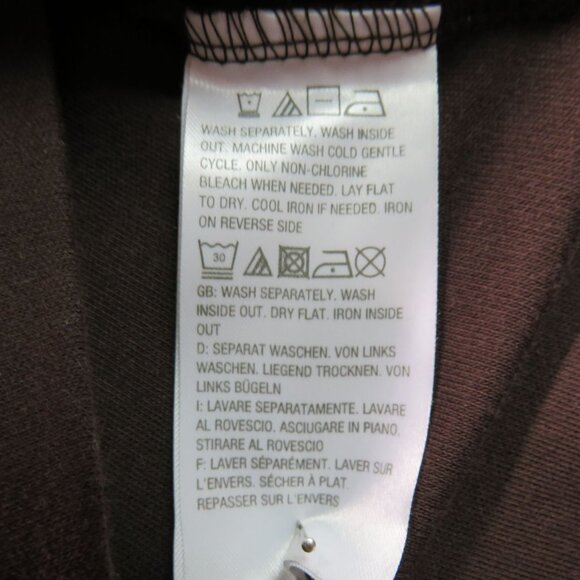 WASH SEPARATELY. WASH INSIDE
OUT. MACHINE WASH COLD GENTLE
CYCLE. ONLY NON-CHLORINE
BLEACH WHEN NEEDED. LAY FLAT
TO DRY. COOL IRON IF NEEDED. IRON
ON REVERSE SIDE
30
GB: WASH SEPARATELY. WASH
INSIDE OUT. DRY FLAT. IRON INSIDE
OUT
D: SEPARAT WASCHEN. VON LINKS
WASCHEN. LIEGEND TROCKNEN. VON
LINKS BÜGELN
I: LAVARE SEPARATAMENTE. LAVARE
AL ROVESCIO. ASCIUGARE IN PIANO.
STIRARE AL ROVESCIO
F: LAVER SÉPARÉMENT. LAVER SUR
L'ENVERS. SÉCHER À PLAT.
REPASSER SUR L'ENVERS